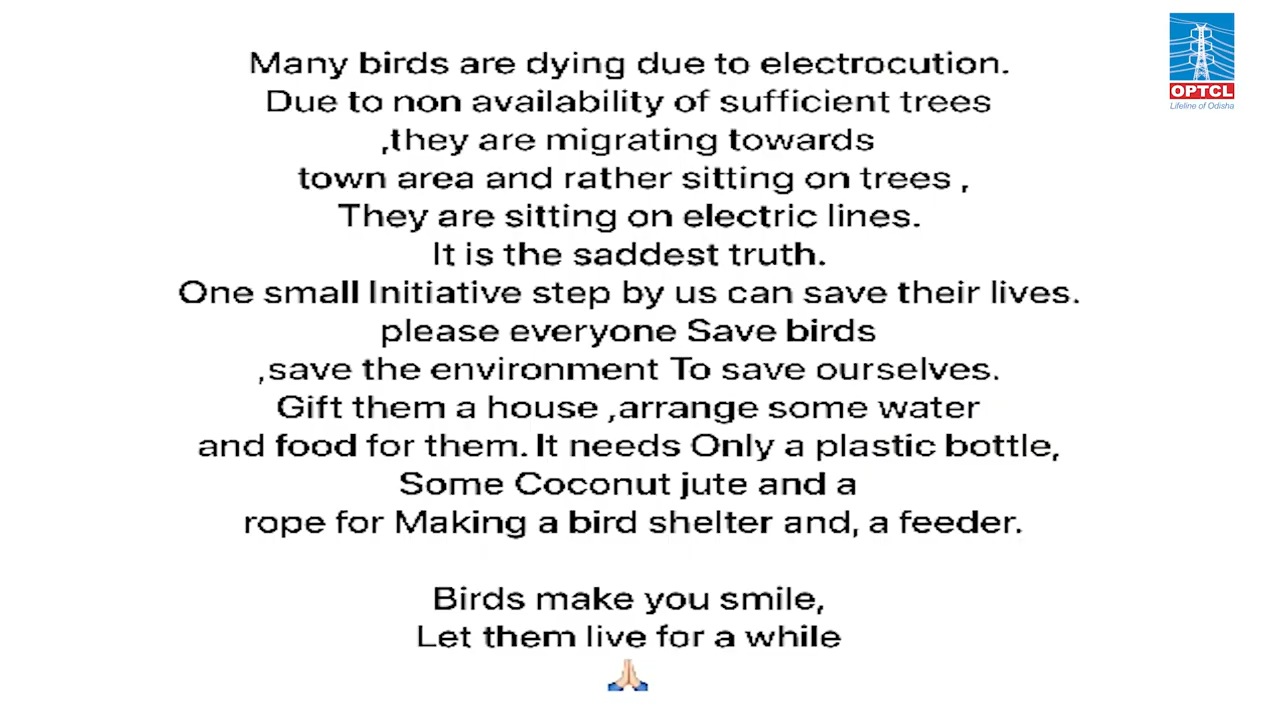 Many birds are dying due to electrocution.
Due to non availability of sufficient trees
,they are migrating towards
town area and rather sitting on trees ,
They are sitting on electric lines.
It is the saddest truth.
One small Initiative step by us can save their lives.
please everyone Save birds
,save the environment To save ourselves.
Gift them a house ,arrange some water
and food for them. It needs Only a plastic bottle,
Some Coconut jute and a
rope for Making a bird shelter and, a feeder.
Birds make you smile,
Let them live for a while
OPTCL
Lifeline of Odisha